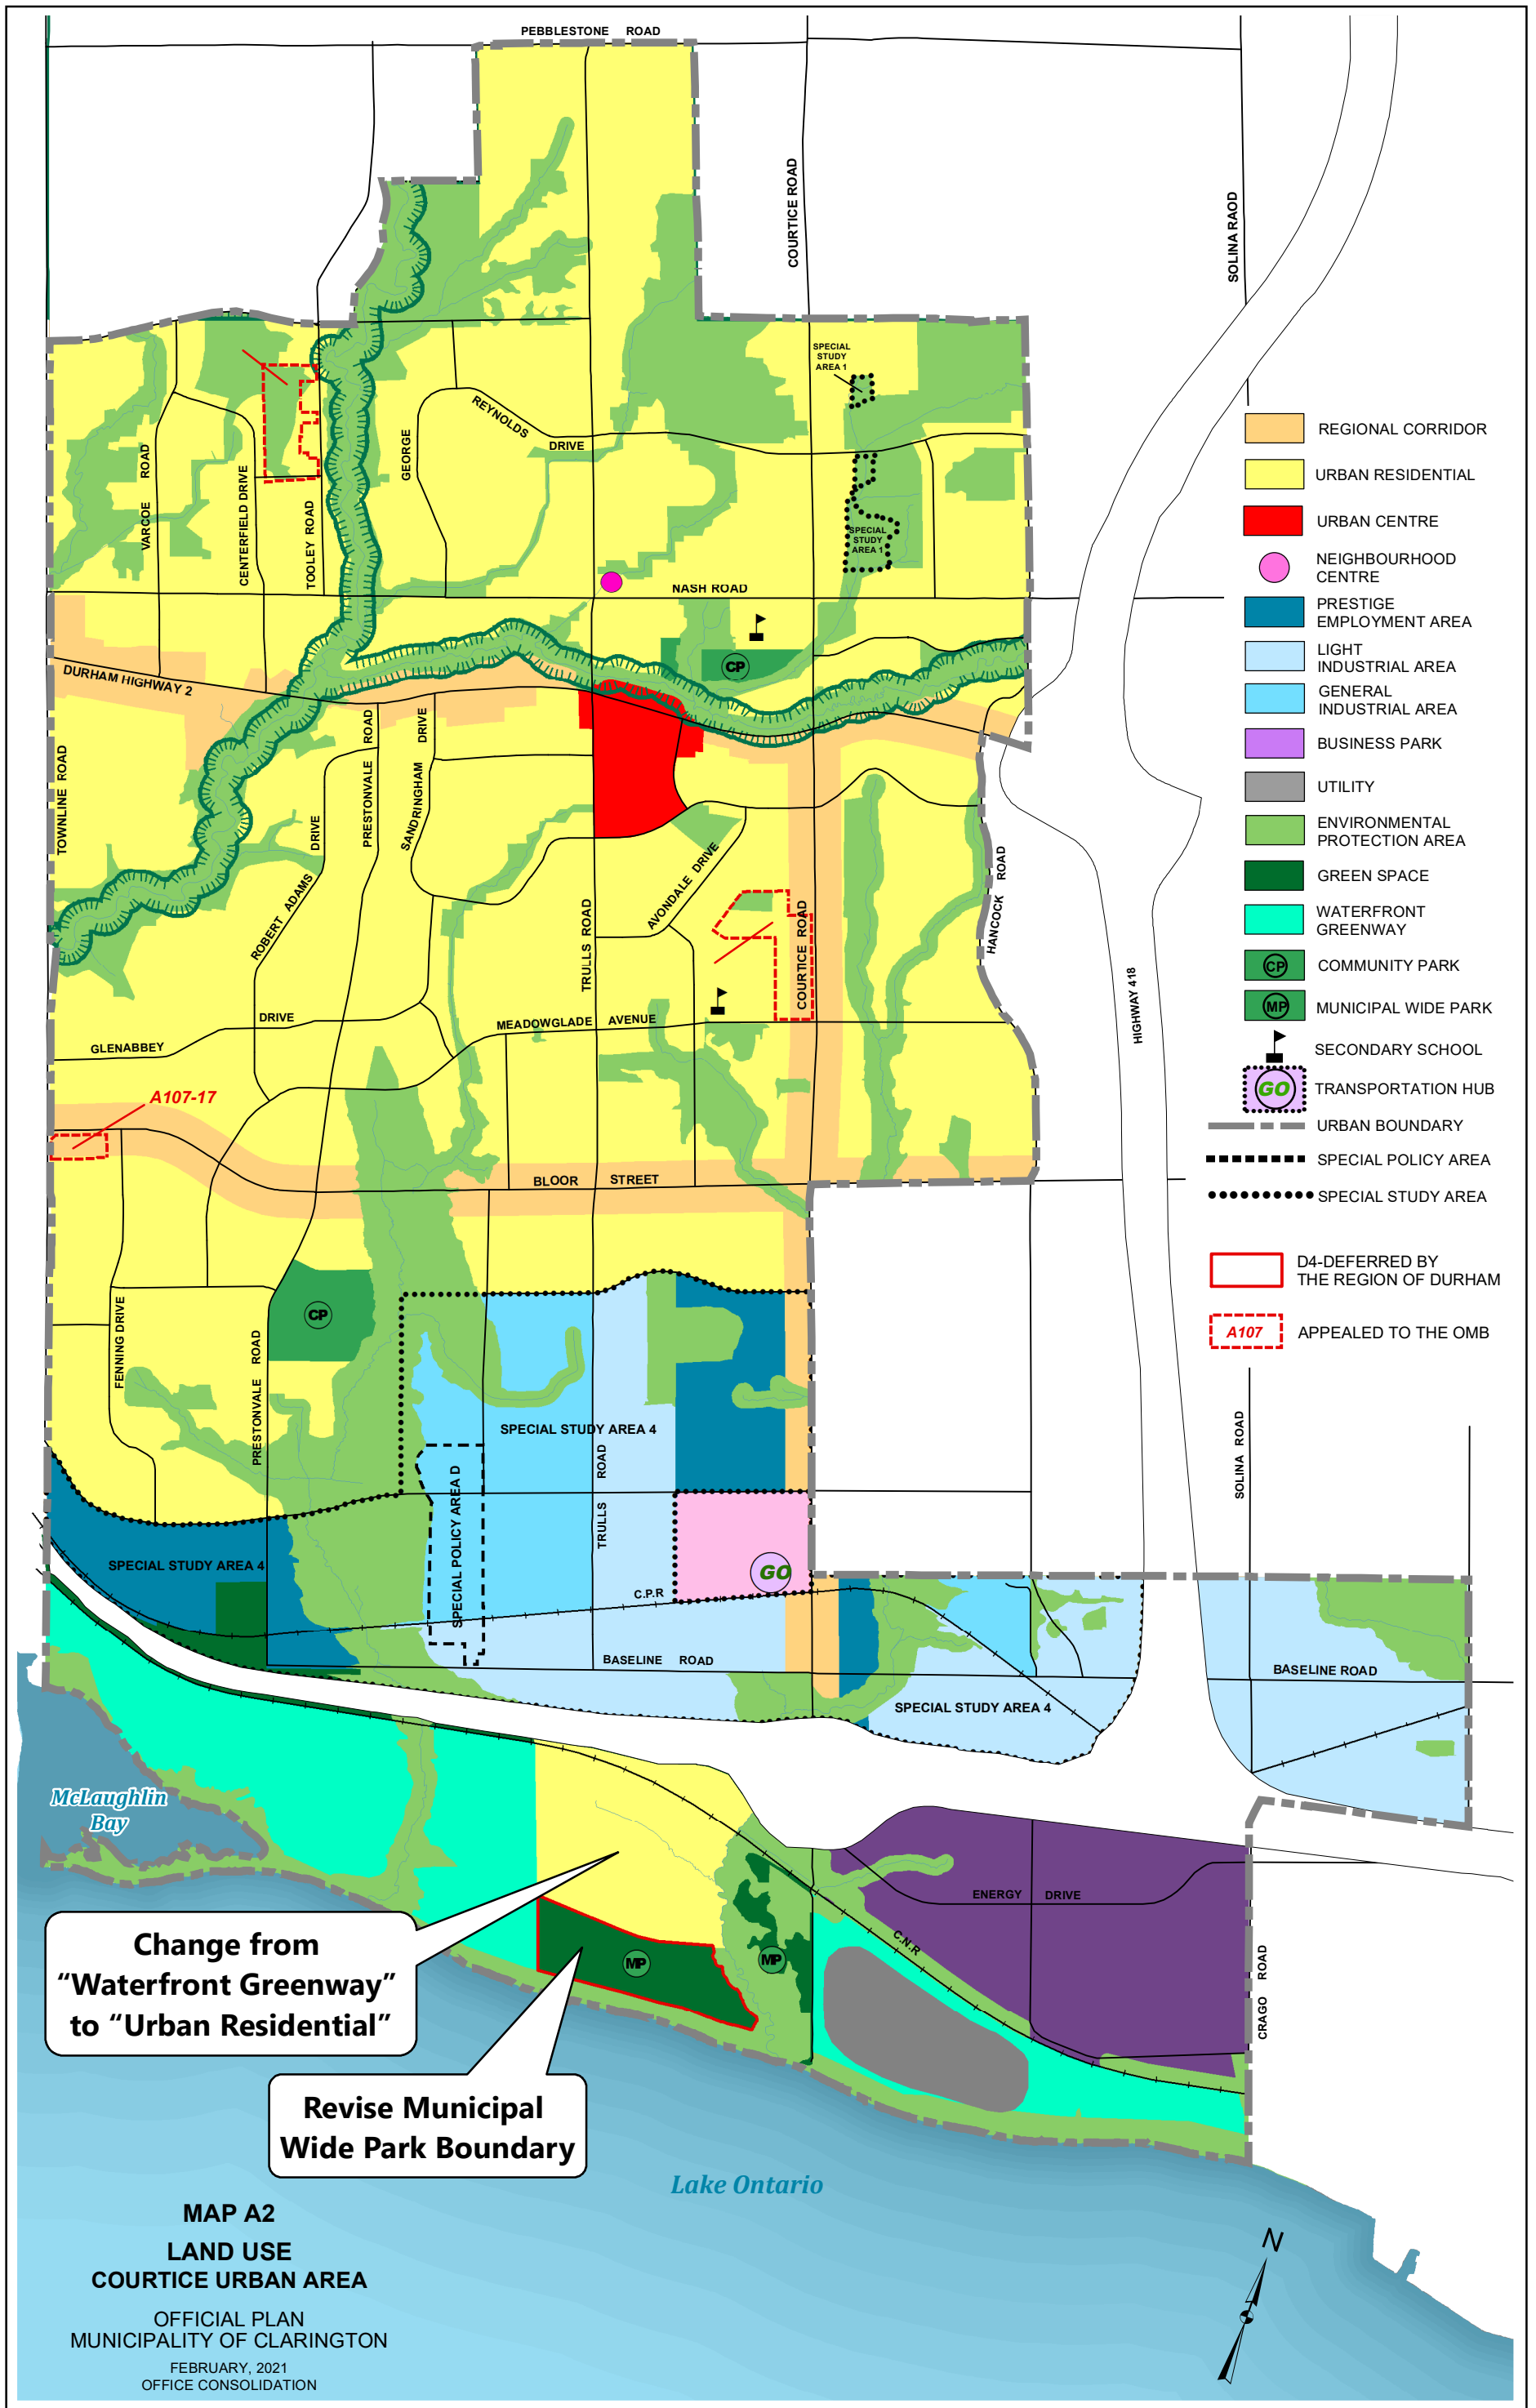 PEBBLESTONE ROAD
COURTICE ROAD
SOLINA RAOD
SPECIAL
STUDY
AREA 1
REYNOLDS
DRIVE
GEORGE
VARCOE ROAD
CENTERFIELD DRIVE
TOOLEY ROAD
SPECIAL
STUDY
AREA 1
NASH ROAD
CP
DURHAM HIGHWAY 2
TOWNLINE ROAD
PRESTONVALE ROAD
SANDRINGHAM DRIVE
ROBERT ADAMS DRIVE
TRULLS ROAD
AVONDALE DRIVE
COURTICE ROAD
HANCOCK ROAD
HIGHWAY 418
GLENABBEY DRIVE
MEADOWGLADE AVENUE
A107-17
BLOOR STREET
CP
FENNING DRIVE
PRESTONVALE ROAD
SPECIAL STUDY AREA 4
SPECIAL POLICY AREA D
TRULLS ROAD
SOLINA ROAD
SPECIAL STUDY AREA 4
GO
C.P.R
BASELINE ROAD
BASELINE ROAD
SPECIAL STUDY AREA 4
McLaughlin
Bay
ENERGY DRIVE
C.N.R
CRAGO ROAD
MP
MP
Change from
“Waterfront Greenway”
to “Urban Residential”
Revise Municipal
Wide Park Boundary
Lake Ontario
REGIONAL CORRIDOR
URBAN RESIDENTIAL
URBAN CENTRE
NEIGHBOURHOOD
CENTRE
PRESTIGE
EMPLOYMENT AREA
LIGHT
INDUSTRIAL AREA
GENERAL
INDUSTRIAL AREA
BUSINESS PARK
UTILITY
ENVIRONMENTAL
PROTECTION AREA
GREEN SPACE
WATERFRONT
GREENWAY
CP COMMUNITY PARK
MP MUNICIPAL WIDE PARK
SECONDARY SCHOOL
GO TRANSPORTATION HUB
URBAN BOUNDARY
SPECIAL POLICY AREA
SPECIAL STUDY AREA
D4-DEFERRED BY
THE REGION OF DURHAM
A107 APPEALED TO THE OMB
MAP A2
LAND USE
COURTICE URBAN AREA
OFFICIAL PLAN
MUNICIPALITY OF CLARINGTON
FEBRUARY, 2021
OFFICE CONSOLIDATION
N